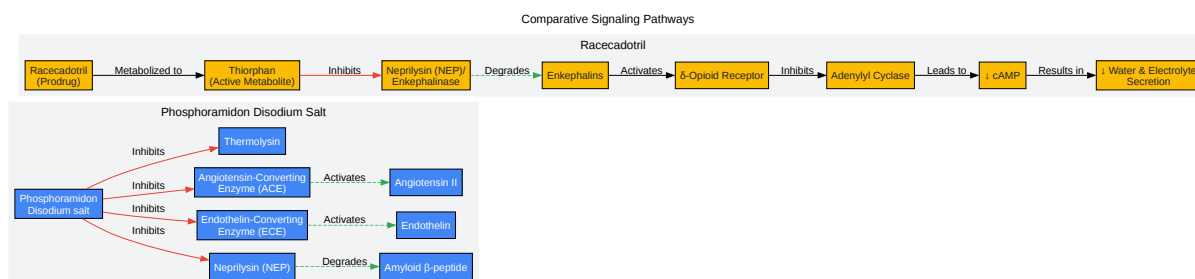 Comparative Signaling Pathways
Racecadotril
Racecadotril
(Prodrug)
Metabolized to
Thiorphan
(Active Metabolite)
Inhibits
Neprilysin (NEP)/
Enkephalinase
Degrades
Enkephalins
Activates
δ-Opioid Receptor
Inhibits
Adenylyl Cyclase
Leads to
↓ cAMP
Results in
↓ Water & Electrolyte
Secretion
Phosphoramidon Disodium Salt
Phosphoramidon
Disodium salt
Inhibits
Thermolysin
Inhibits
Angiotensin-Converting
Enzyme (ACE)
Activates
Angiotensin II
Inhibits
Endothelin-Converting
Enzyme (ECE)
Activates
Endothelin
Inhibits
Neprilysin (NEP)
Degrades
Amyloid β-peptide